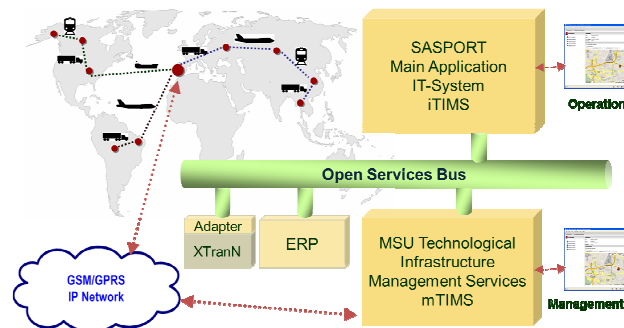 SASPORT
Main Application
IT-System
iTIMS
Operation
Open Services Bus
Adapter
XTranN
ERP
MSU Technological
Infrastructure
Management Services
mTIMS
GSM/GPRS
IP Network
Management